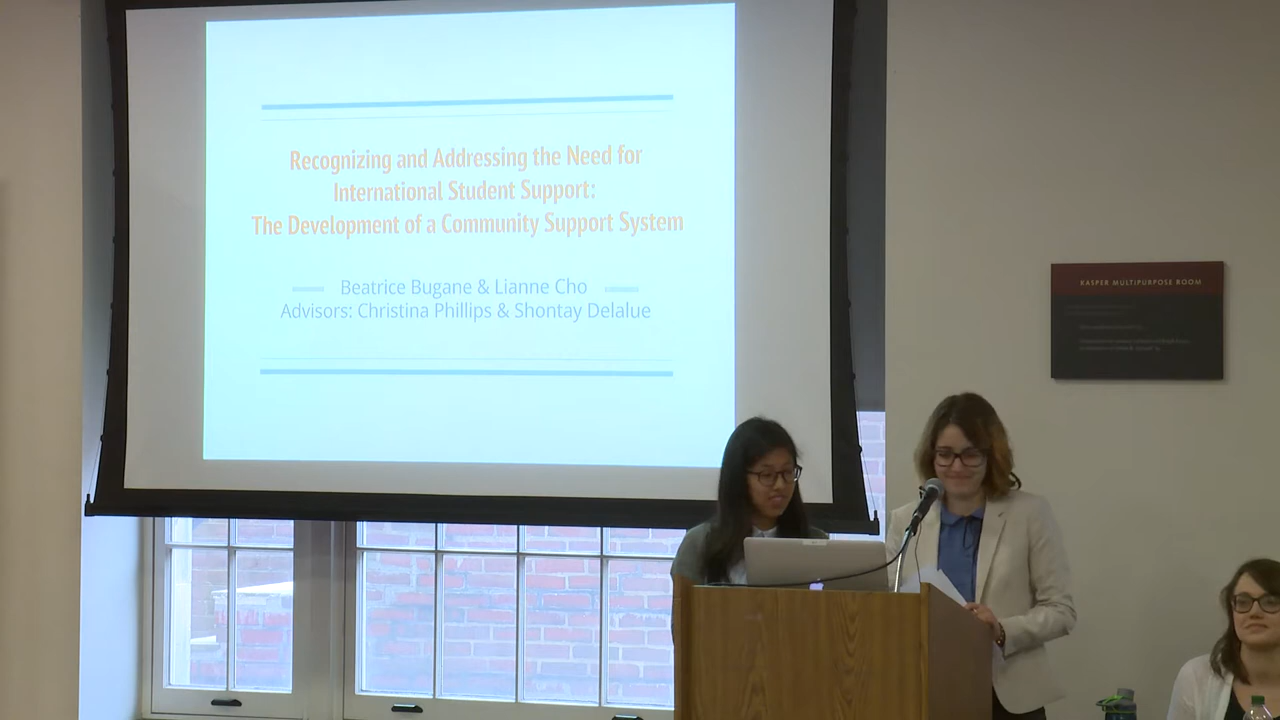 Recognizing and Addressing the Need for
International Student Support:
The Development of a Community Support System
Beatrice Bugane & Lianne Cho
Advisors: Christina Phillips & Shontay Delalue
KASPER MULTIPURPOSE ROOM